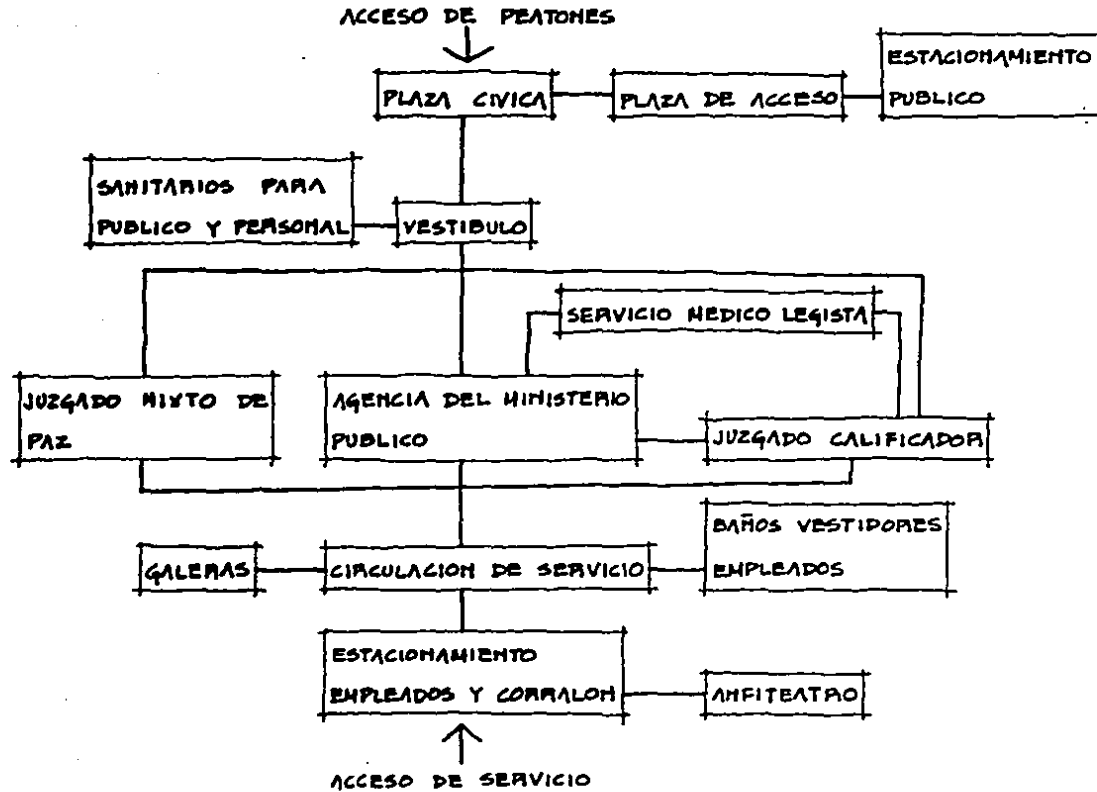 ACCESO DE PEATONES
PLAZA CIVICA
PLAZA DE ACCESO
ESTACIONAMIENTO
PUBLICO
SANITARIOS PARA
PUBLICO Y PERSONAL
VESTIBULO
SERVICIO MEDICO LEGISTA
JUZGADO MIXTO DE
PAZ
AGENCIA DEL MINISTERIO
PUBLICO
JUZGADO CALIFICADOR
GALERAS
CIRCULACION DE SERVICIO
BAÑOS VESTIDORES
EMPLEADOS
ESTACIONAMIENTO
EMPLEADOS Y CORRALON
ANFITEATRO
ACCESO DE SERVICIO